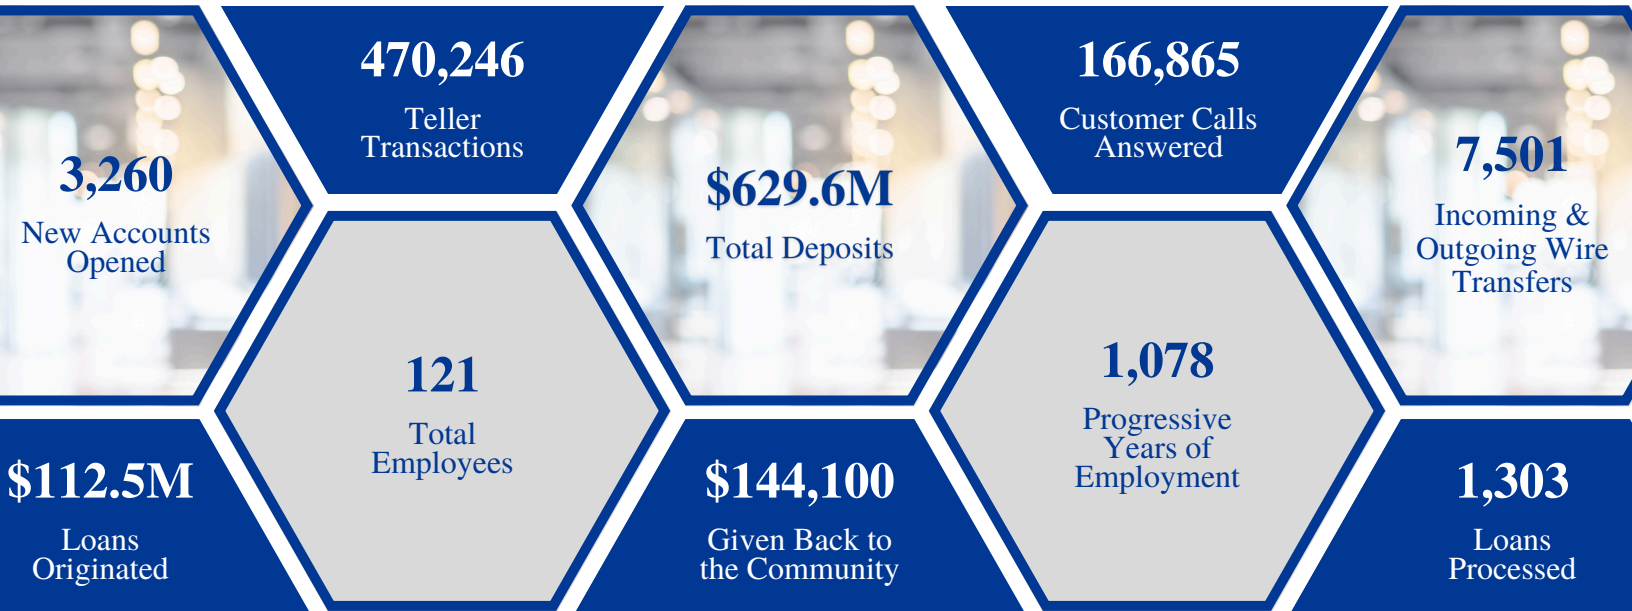 3,260
New Accounts
Opened
470,246
Teller
Transactions
$629.6M
Total Deposits
166,865
Customer Calls
Answered
7,501
Incoming &
Outgoing Wire
Transfers
$112.5M
Loans
Originated
121
Total
Employees
$144,100
Given Back to
the Community
1,078
Progressive
Years of
Employment
1,303
Loans
Processed